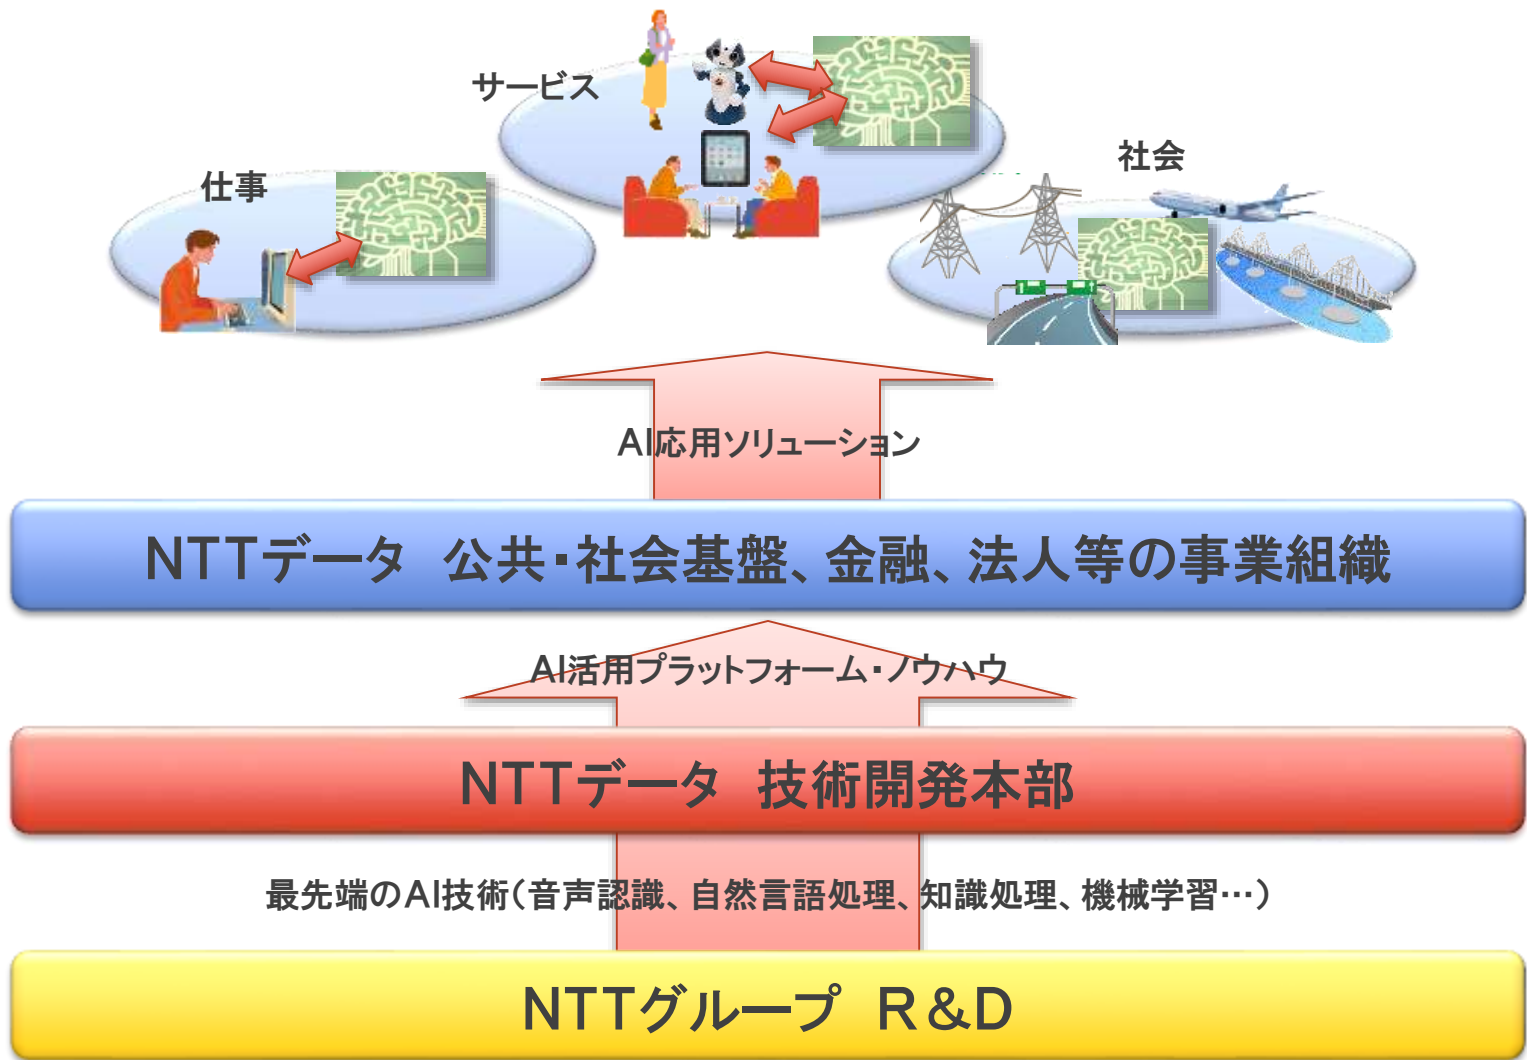 サービス
仕事
社会
AI応用ソリューション
NTTデータ　公共・社会基盤、金融、法人等の事業組織
AI活用プラットフォーム・ノウハウ
NTTデータ　技術開発本部
最先端のAI技術（音声認識、自然言語処理、知識処理、機械学習…）
NTTグループ　R&D